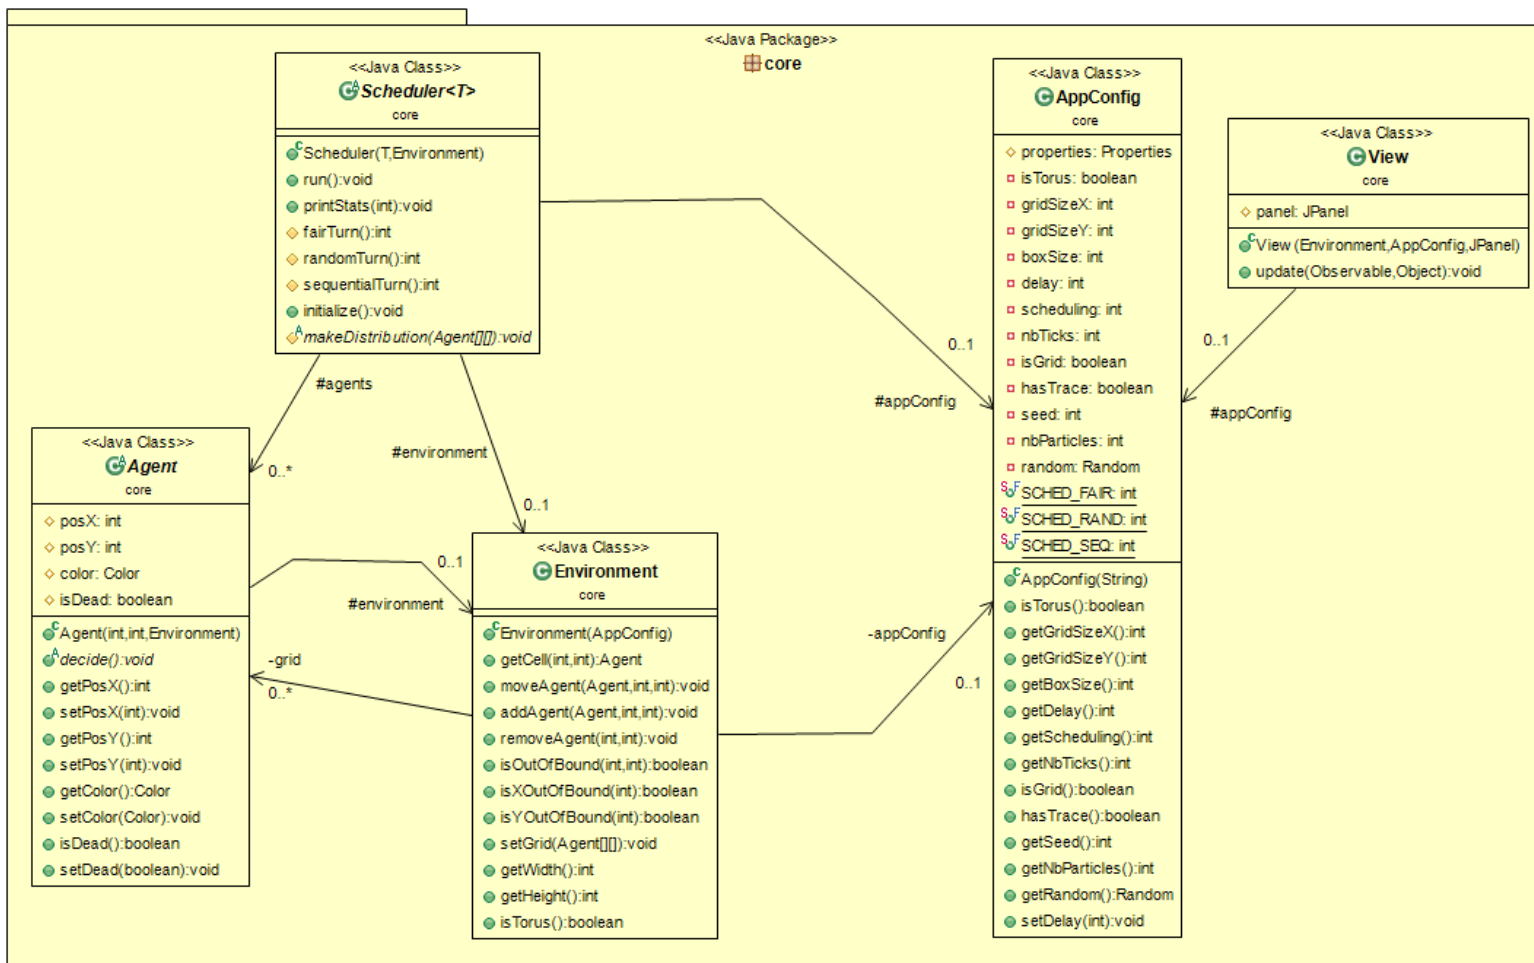 <<Java Package>>
core
<<Java Class>>
Scheduler<T>
core
Scheduler(T,Environment)
run():void
printStats(int):void
fairTurn():int
randomTurn():int
sequentialTurn():int
initialize():void
makeDistribution(Agent[][]):void
<<Java Class>>
AppConfig
core
properties: Properties
isTorus: boolean
gridSizeX: int
gridSizeY: int
boxSize: int
delay: int
scheduling: int
nbTicks: int
isGrid: boolean
hasTrace: boolean
seed: int
nbParticles: int
random: Random
SCHED_FAIR: int
SCHED_RAND: int
SCHED_SEQ: int
AppConfig(String)
isTorus():boolean
getGridSizeX():int
getGridSizeY():int
getBoxSize():int
getDelay():int
getScheduling():int
getNbTicks():int
isGrid():boolean
hasTrace():boolean
getSeed():int
getNbParticles():int
getRandom():Random
setDelay(int):void
<<Java Class>>
View
core
panel: JPanel
View (Environment,AppConfig,JPanel)
update(Observable,Object):void
0..1
#appConfig
0..1
#appConfig
#agents
0..*
#environment
0..1
<<Java Class>>
Agent
core
posX: int
posY: int
color: Color
isDead: boolean
Agent(int,int,Environment)
decide():void
getPosX():int
setPosX(int):void
getPosY():int
setPosY(int):void
getColor():Color
setColor(Color):void
isDead():boolean
setDead(boolean):void
0..1
#environment
-grid
0..*
<<Java Class>>
Environment
core
Environment(AppConfig)
getCell(int,int):Agent
moveAgent(Agent,int,int):void
addAgent(Agent,int,int):void
removeAgent(int,int):void
isOutOfBound(int,int):boolean
isXOutOfBound(int):boolean
isYOutOfBound(int):boolean
setGrid(Agent[][]):void
getWidth():int
getHeight():int
isTorus():boolean
-appConfig
0..1